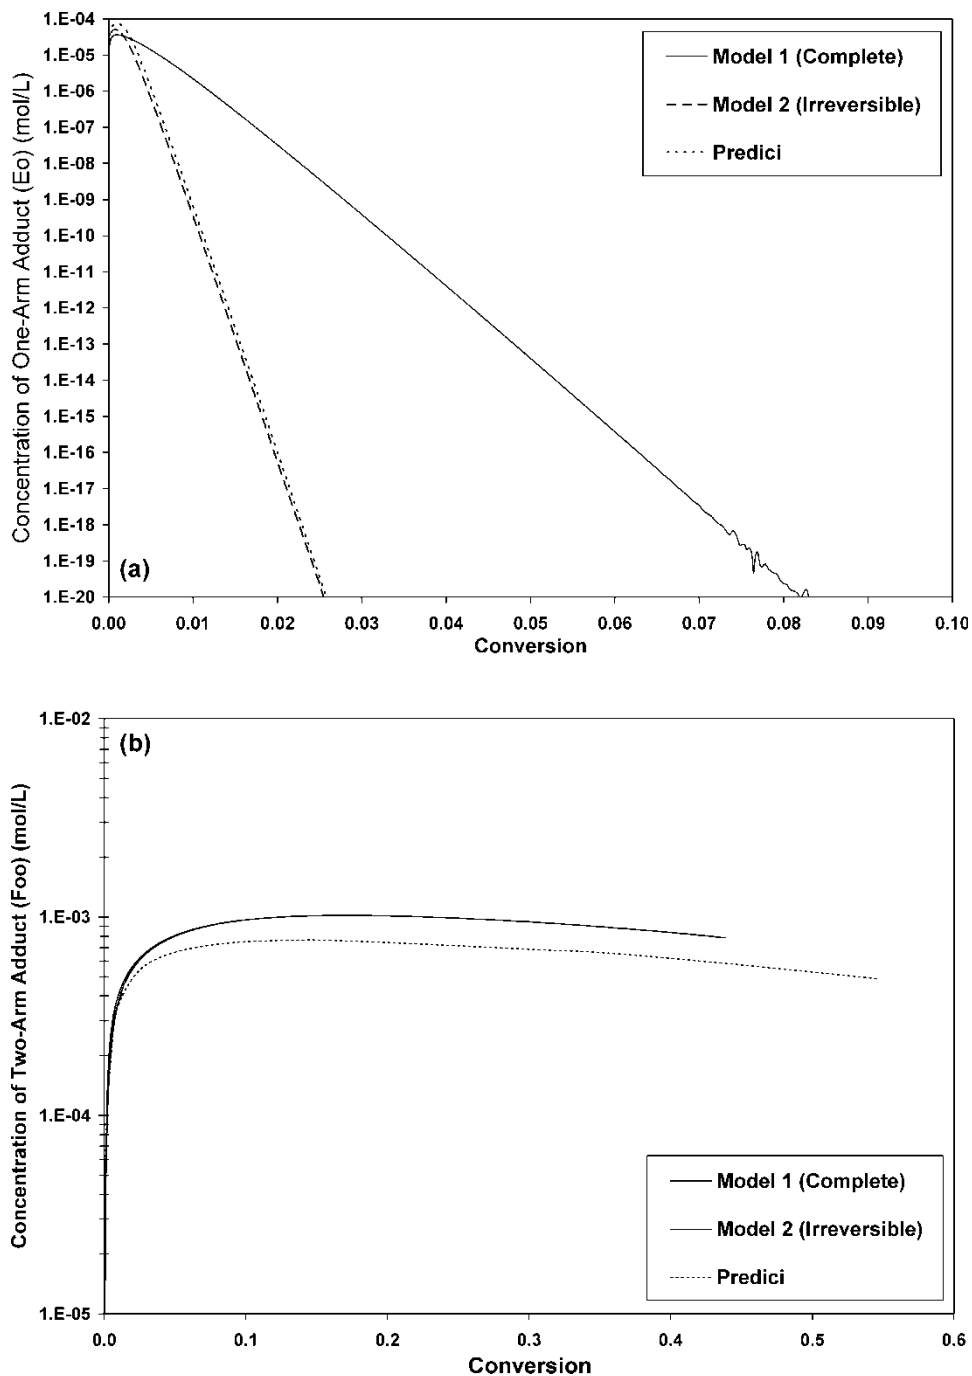 Concentration of One-Arm Adduct (Eo) (mol/L)
1.E-04
1.E-05
1.E-06
1.E-07
1.E-08
1.E-09
1.E-10
1.E-11
1.E-12
1.E-13
1.E-14
1.E-15
1.E-16
1.E-17
1.E-18
1.E-19
1.E-20
Model 1 (Complete)
Model 2 (Irreversible)
Predici
(a)
0.00 0.01 0.02 0.03 0.04 0.05 0.06 0.07 0.08 0.09 0.10
Conversion
Concentration of Two-Arm Adduct (Foo) (mol/L)
1.E-02
1.E-03
1.E-04
1.E-05
(b)
Model 1 (Complete)
Model 2 (Irreversible)
Predici
0.0 0.1 0.2 0.3 0.4 0.5 0.6
Conversion